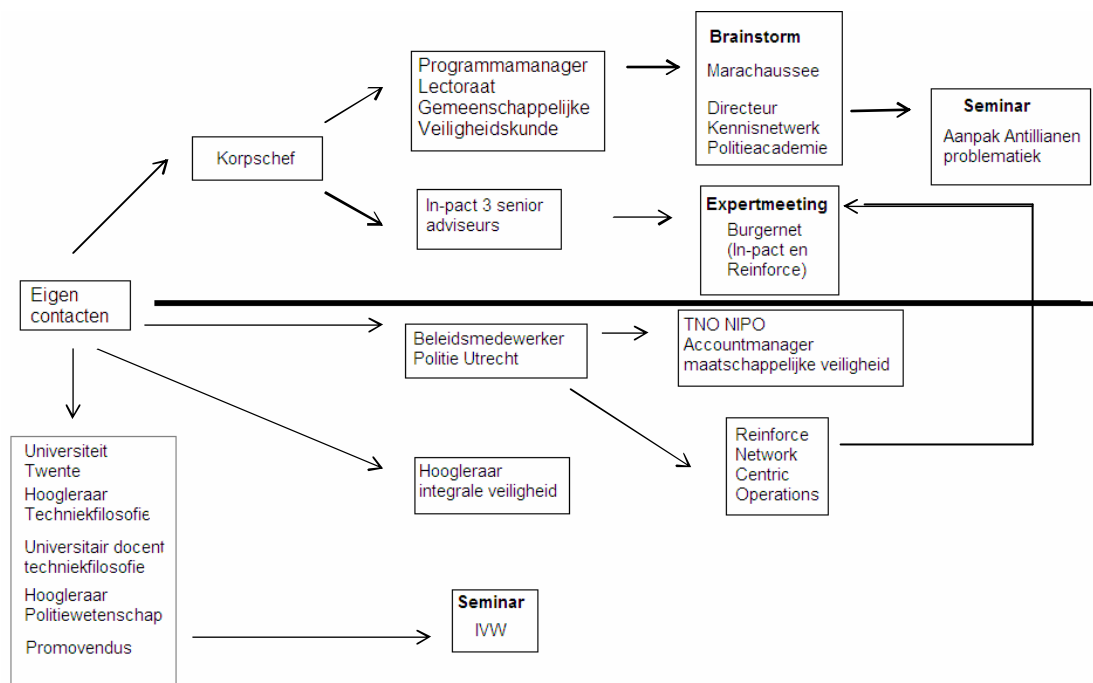 Brainstorm
Marachaussee
Directeur
Kennisnetwerk
Politieacademie
Programmamanager
Lectoraat
Gemeenschappelijke
Veiligheidskunde
Seminar
Aanpak Antillianen
problematiek
Korpschef
In-pact 3 senior
adviseurs
Expertmeeting
Burgernet
(In-pact en
Reinforce)
Eigen
contacten
Beleidsmedewerker
Politie Utrecht
TNO NIPO
Accountmanager
maatschappelijke veiligheid
Reinforce
Network
Centric
Operations
Hoogleraar
integrale veiligheid
Universiteit
Twente
Hoogleraar
Techniekfilosofie
Universitair docent
techniekfilosofie
Hoogleraar
Politiewetenschap
Promovendus
Seminar
IVW